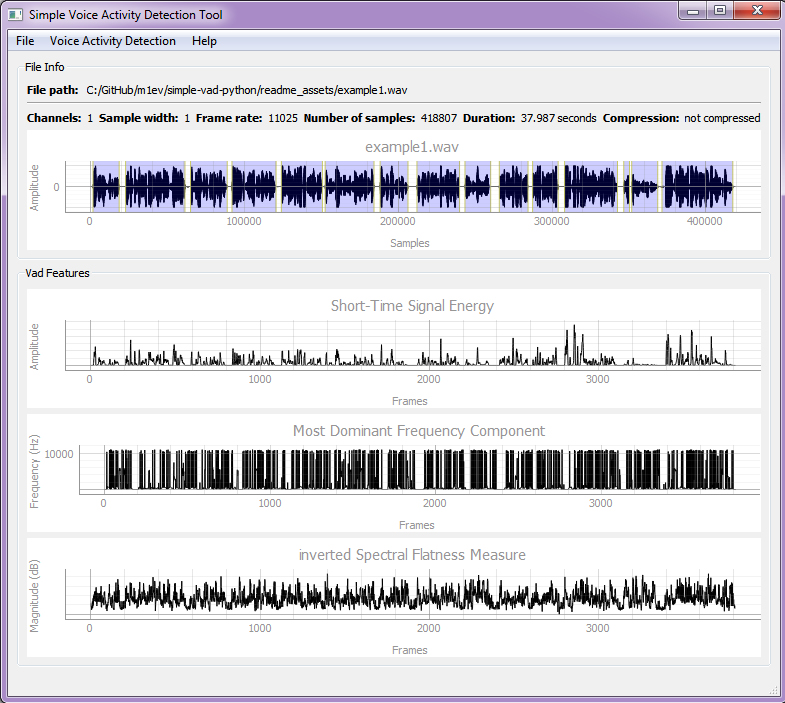 Simple Voice Activity Detection Tool
File Voice Activity Detection Help
File Info
File path: C:/GitHub/m1ev/simple-vad-python/readme_assets/example1.wav
Channels: 1 Sample width: 1 Frame rate: 11025 Number of samples: 418807 Duration: 37.987 seconds Compression: not compressed
example1.wav
Amplitude
0
0 100000 200000 300000 400000
Samples
Vad Features
Short-Time Signal Energy
Amplitude
0 1000 2000 3000
Frames
Most Dominant Frequency Component
Frequency (Hz)
10000
0 1000 2000 3000
Frames
inverted Spectral Flatness Measure
Magnitude (dB)
0 1000 2000 3000
Frames